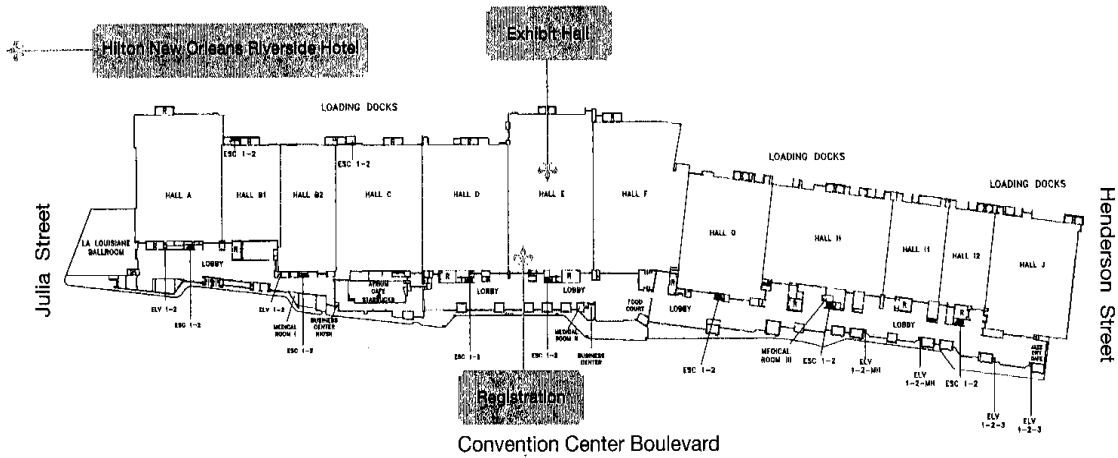 Hilton New Orleans Riverside Hotel
Exhibit Hall
LOADING DOCKS
LOADING DOCKS
LOADING DOCKS
R
R
R
R
R
R
ESC 1-2
ESC 1-2
HALL A
HALL B1
HALL B2
HALL C
HALL D
HALL E
HALL F
HALL G
HALL H
HALL I1
HALL I2
HALL J
Julia Street
Henderson Street
LA LOUISIANE
BALLROOM
R
R
LOBBY
ATRIUM
CAFE
&
STARBUCKS
R
LOBBY
R
LOBBY
FOOD
COURT
LOBBY
R
R
R
LOBBY
JAZZ
CITY
CAFE
ELV 1-2
ESC 1-2
ELV 1-2
MEDICAL
ROOM I
ESC 1-2
BUSINESS
CENTER
KIOSK
ESC 1-2
ESC 1-2
MEDICAL
ROOM II
BUSINESS
CENTER
ESC 1-2
MEDICAL
ROOM III
ESC 1-2
ELV
1-2-MH
ELV
1-2-MH
ESC 1-2
ELV
1-2-3
ELV
1-2-3
Registration
Convention Center Boulevard